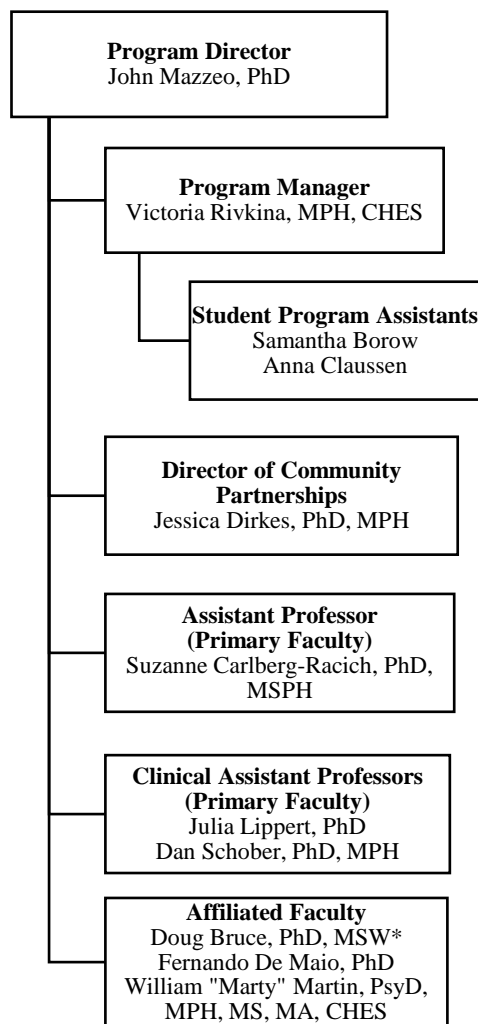 Program Director
John Mazzeo, PhD
Program Manager
Victoria Rivkina, MPH, CHES
Student Program Assistants
Samantha Borow
Anna Claussen
Director of Community
Partnerships
Jessica Dirkes, PhD, MPH
Assistant Professor
(Primary Faculty)
Suzanne Carlberg-Racich, PhD,
MSPH
Clinical Assistant Professors
(Primary Faculty)
Julia Lippert, PhD
Dan Schober, PhD, MPH
Affiliated Faculty
Doug Bruce, PhD, MSW*
Fernando De Maio, PhD
William "Marty" Martin, PsyD,
MPH, MS, MA, CHES